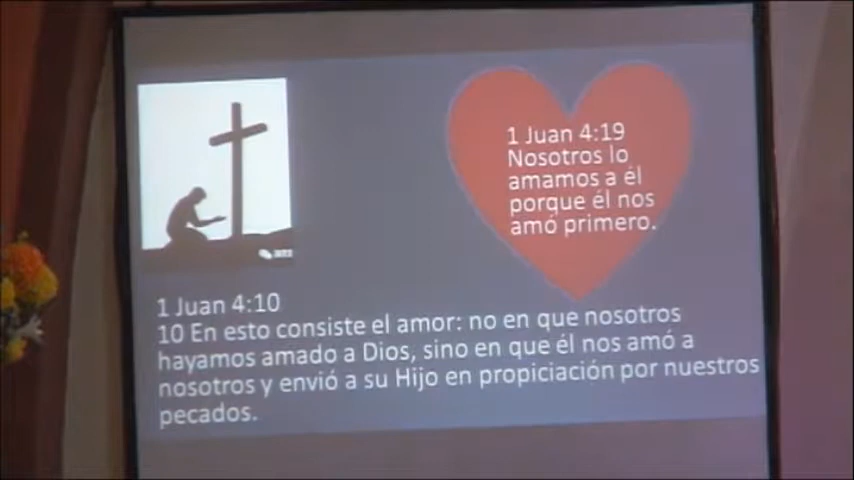 1 Juan 4:19
Nosotros lo
amamos a él
porque él nos
amó primero.
1 Juan 4:10
10 En esto consiste el amor: no en que nosotros
hayamos amado a Dios, sino en que él nos amó a
nosotros y envió a su Hijo en propiciación por nuestros
pecados.